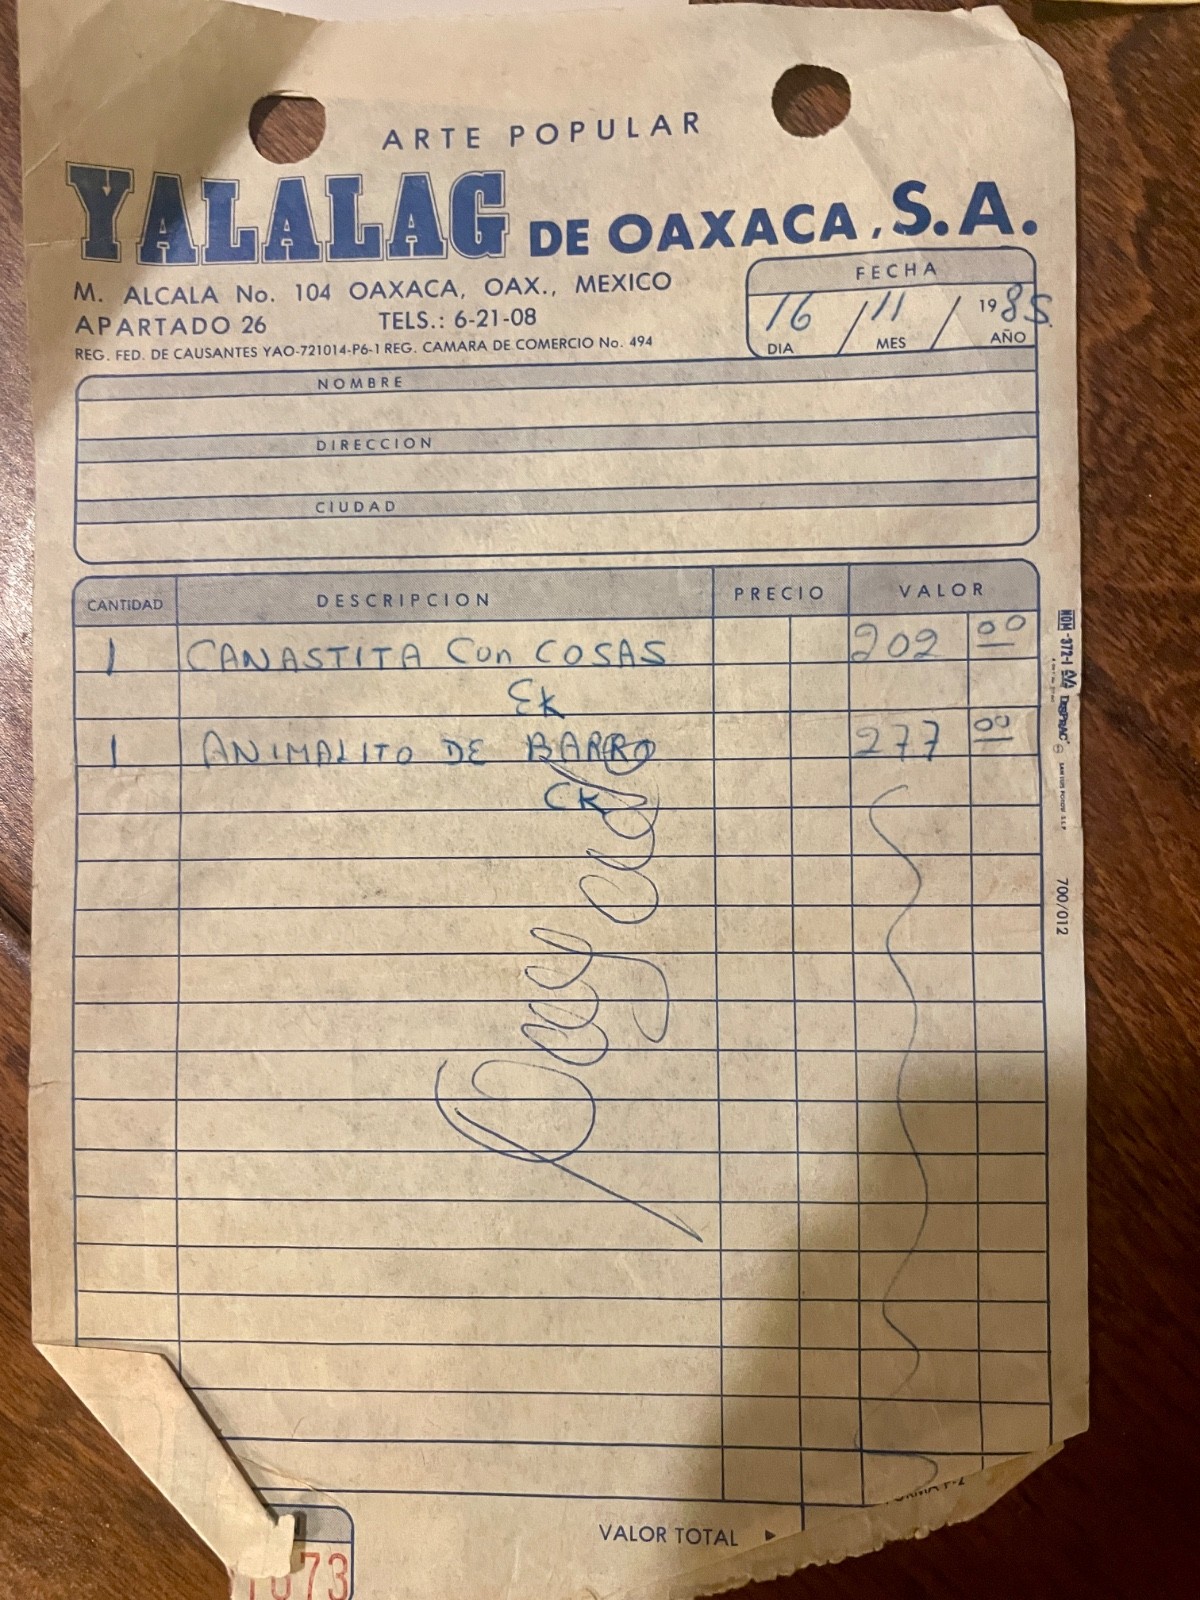 ARTE POPULAR
YALALAG DE OAXACA, S.A.
M. ALCALA No. 104 OAXACA, OAX., MEXICO
APARTADO 26 TELS.: 6-21-08
REG. FED. DE CAUSANTES YAO-721014-P6-1 REG. CAMARA DE COMERCIO No. 494
FECHA
16 / 11 / 1985
DIA MES AÑO
NOMBRE
DIRECCION
CIUDAD
CANTIDAD DESCRIPCION PRECIO VALOR
1 CANASTITA Con COSAS 202 00
EK
1 ANIMALITO DE BARRO 277 00
CK
Pagado
VALOR TOTAL
073
700/012